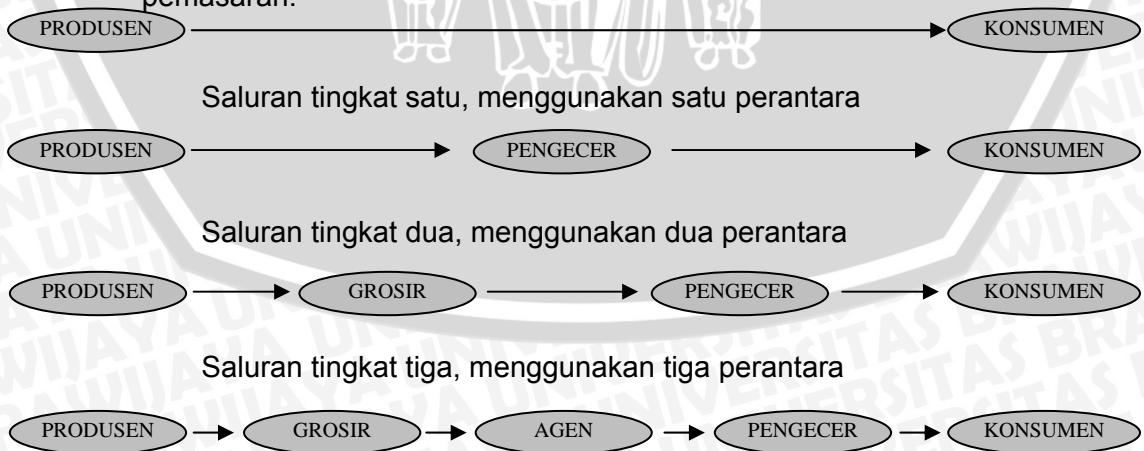 pemasaran.
PRODUSEN KONSUMEN
Saluran tingkat satu, menggunakan satu perantara
PRODUSEN PENGECER KONSUMEN
Saluran tingkat dua, menggunakan dua perantara
PRODUSEN GROSIR PENGECER KONSUMEN
Saluran tingkat tiga, menggunakan tiga perantara
PRODUSEN GROSIR AGEN PENGECER KONSUMEN